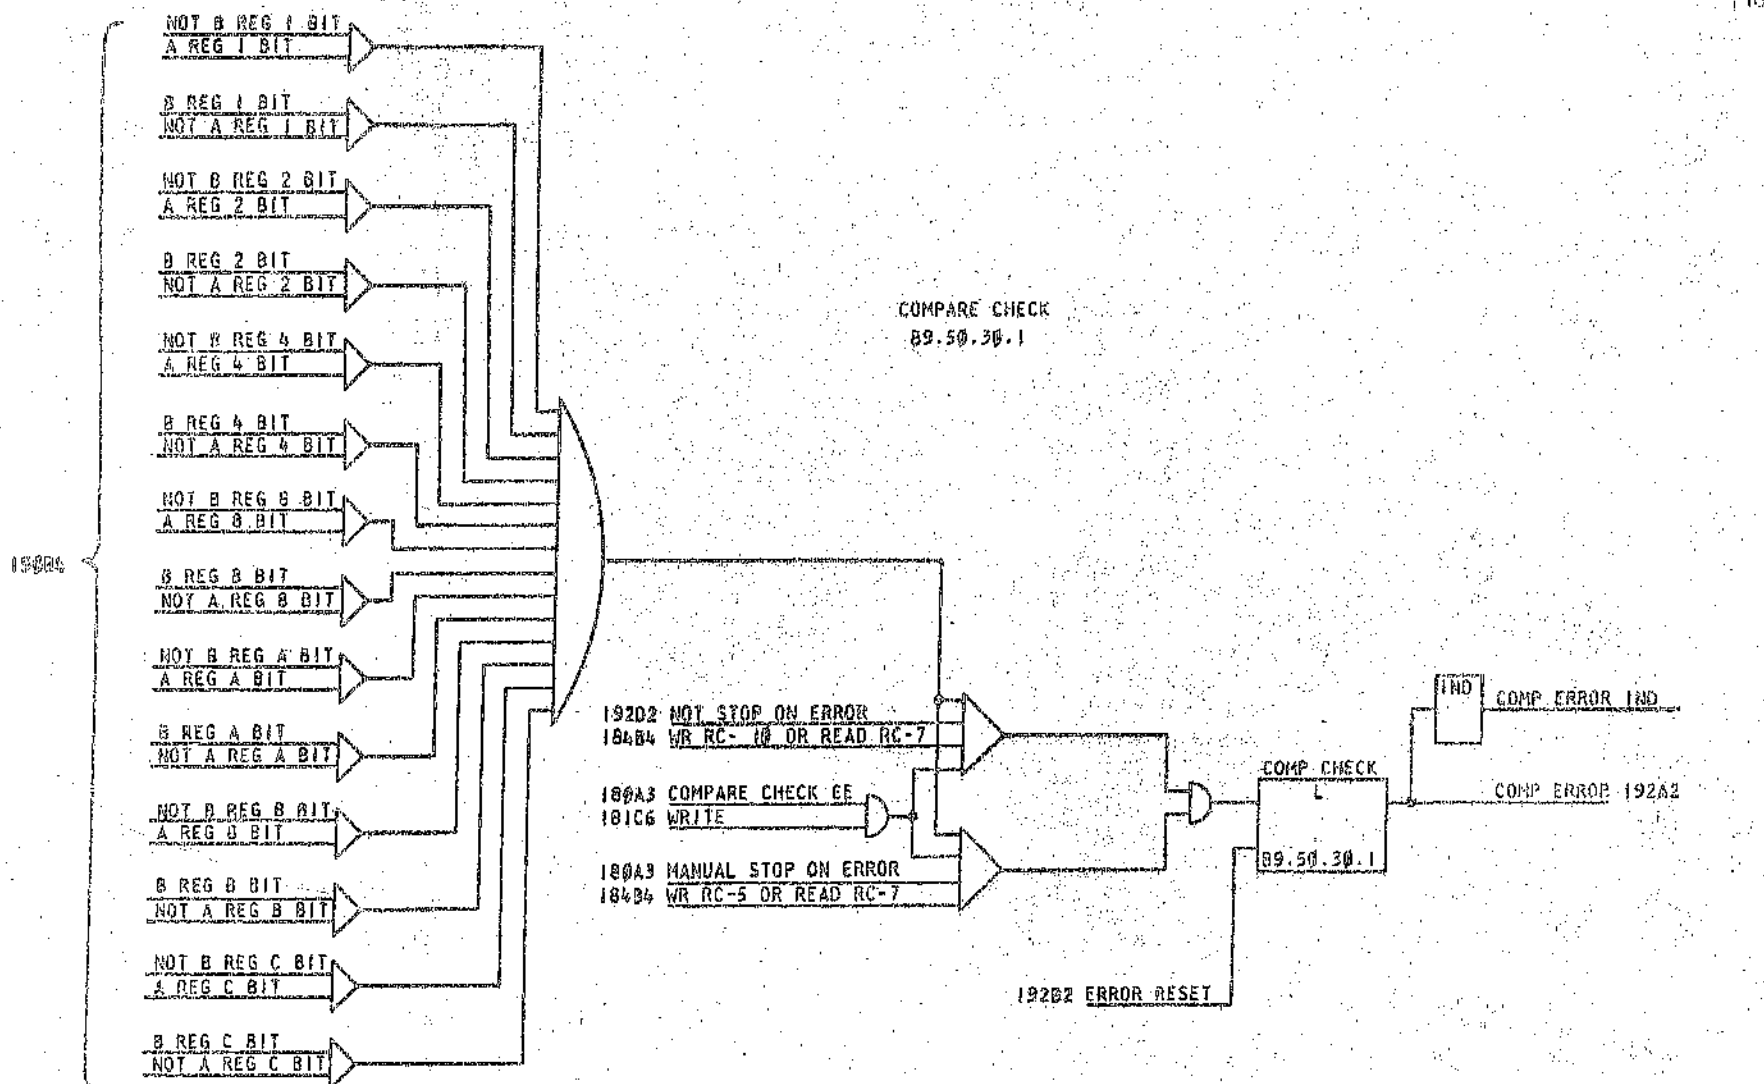 NOT B REG 1 BIT
A REG 1 BIT
B REG 1 BIT
NOT A REG 1 BIT
NOT B REG 2 BIT
A REG 2 BIT
B REG 2 BIT
NOT A REG 2 BIT
NOT B REG 4 BIT
A REG 4 BIT
B REG 4 BIT
NOT A REG 4 BIT
NOT B REG 8 BIT
A REG 8 BIT
B REG 8 BIT
NOT A REG 8 BIT
NOT B REG A BIT
A REG A BIT
B REG A BIT
NOT A REG A BIT
NOT B REG B BIT
A REG B BIT
B REG B BIT
NOT A REG B BIT
NOT B REG C BIT
A REG C BIT
B REG C BIT
NOT A REG C BIT
COMPARE CHECK
89.50.30.1
192D2 NOT STOP ON ERROR
184B4 WR RC- 10 OR READ RC-7
180A3 COMPARE CHECK CE
181C6 WRITE
180A3 MANUAL STOP ON ERROR
184B4 WR RC-5 OR READ RC-7
192B2 ERROR RESET
COMP CHECK
L
89.50.30.1
IND
COMP ERROR IND
COMP ERROR 192A2